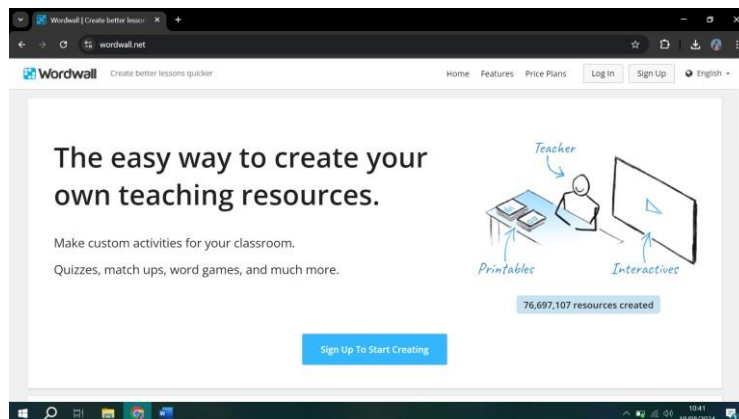 Wordwall | Create better lesson
wordwall.net
Wordwall Create better lessons quicker Home Features Price Plans Log In Sign Up English
The easy way to create your
own teaching resources.
Make custom activities for your classroom.
Quizzes, match ups, word games, and much more.
Teacher
Printables
Interactives
76,697,107 resources created
Sign Up To Start Creating
10:41